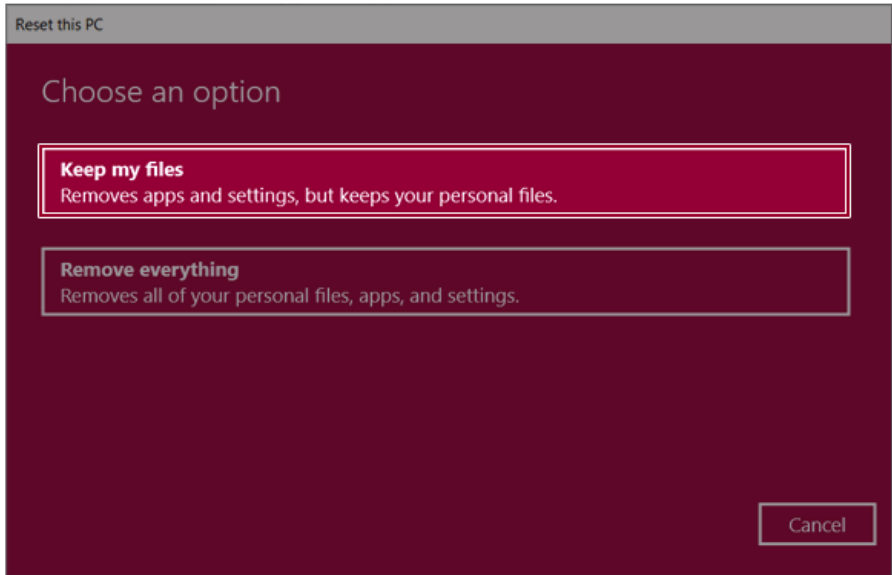 Reset this PC
Choose an option
Keep my files
Removes apps and settings, but keeps your personal files.
Remove everything
Removes all of your personal files, apps, and settings.
Cancel